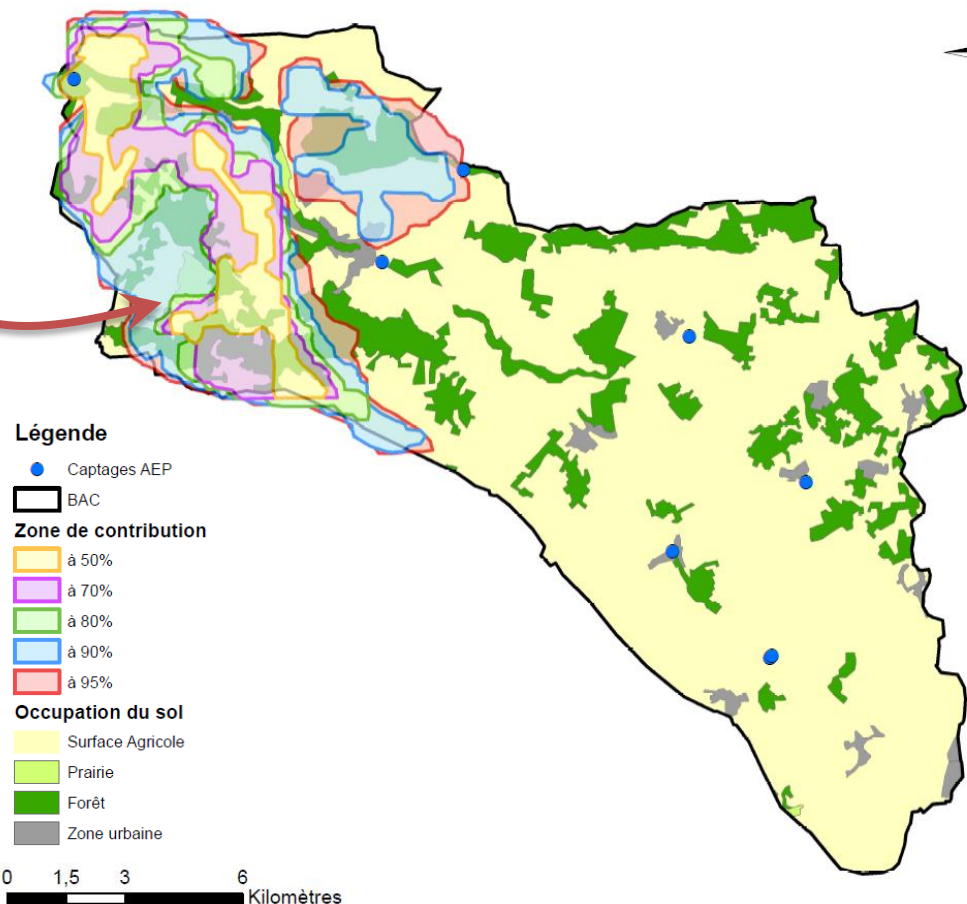 Légende
Captages AEP
BAC
Zone de contribution
à 50%
à 70%
à 80%
à 90%
à 95%
Occupation du sol
Surface Agricole
Prairie
Forêt
Zone urbaine
0 1,5 3 6
Kilomètres